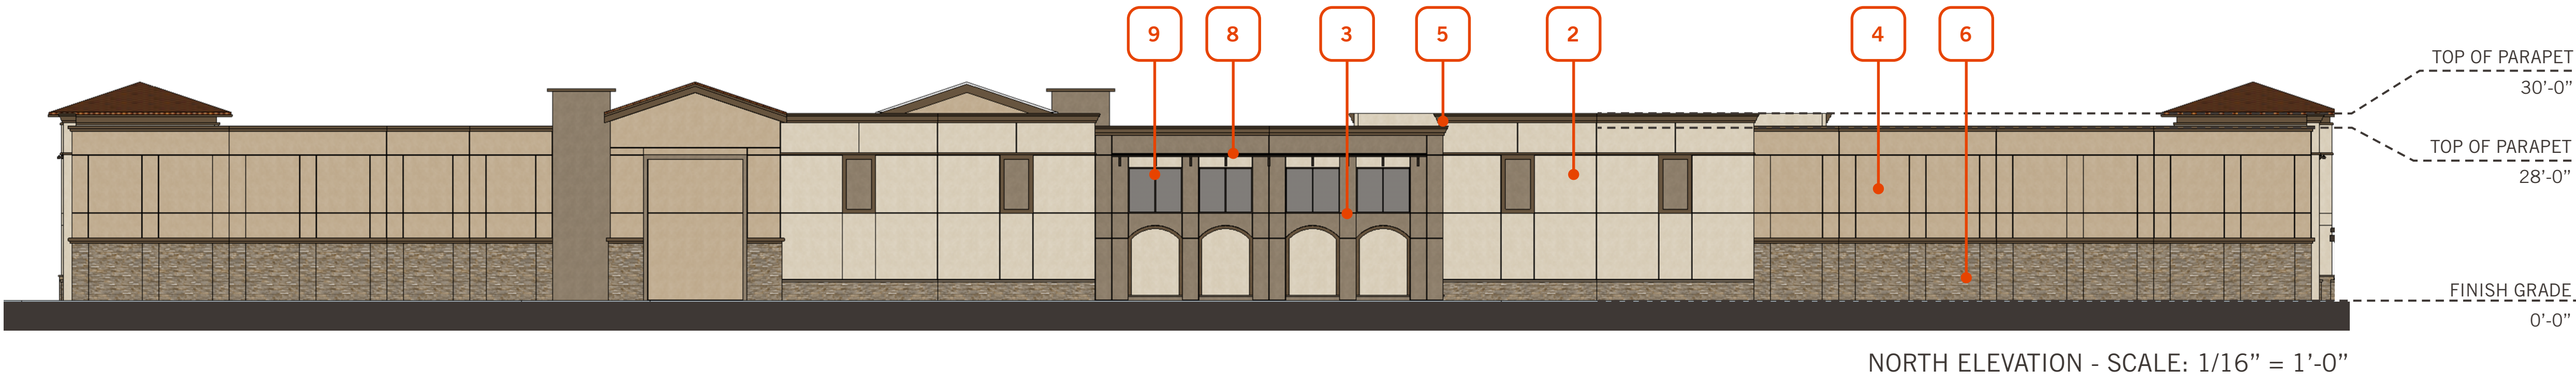 9 8 3 5 2 4 6
TOP OF PARAPET
30’-0”
TOP OF PARAPET
28’-0”
FINISH GRADE
0’-0”
NORTH ELEVATION - SCALE: 1/16” = 1’-0”